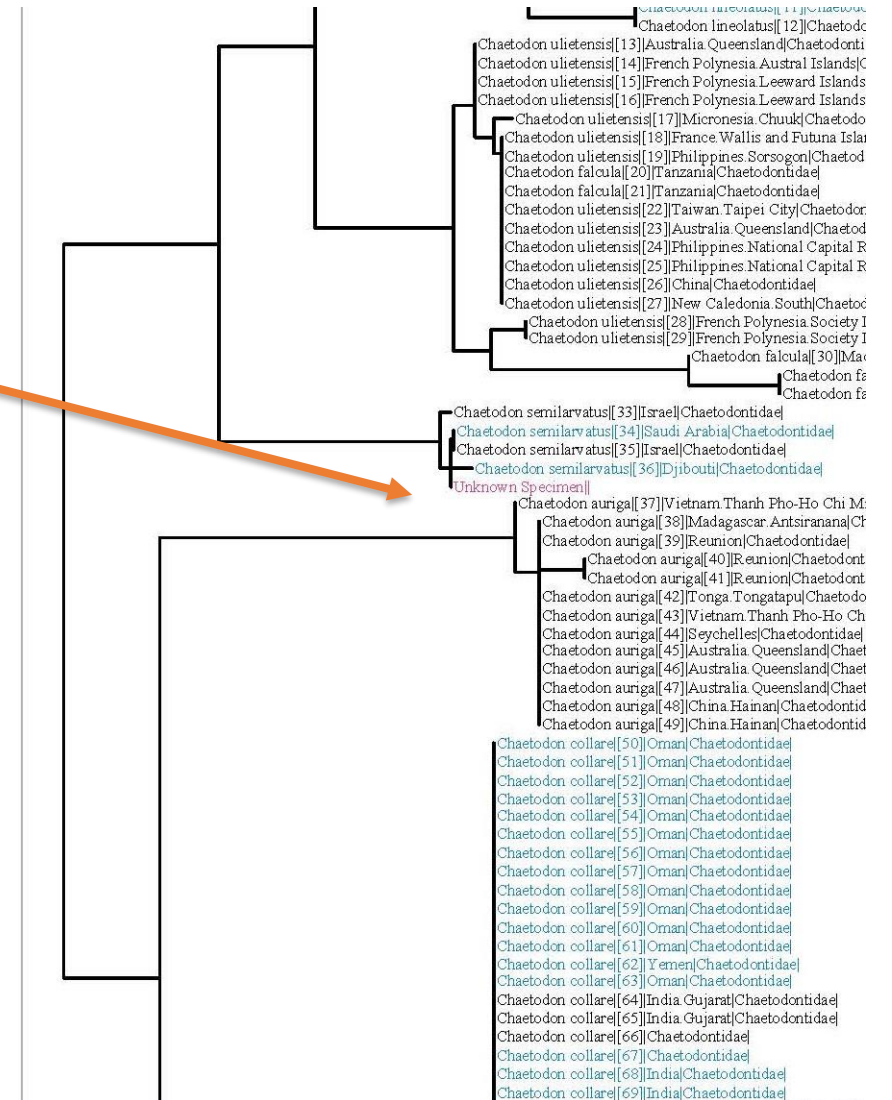 Chaetodon lineolatus|[11]|Chaetodo
Chaetodon lineolatus|[12]|Chaetodo
Chaetodon ulietensis|[13]|Australia.Queensland|Chaetodonti
Chaetodon ulietensis|[14]|French Polynesia.Austral Islands|C
Chaetodon ulietensis|[15]|French Polynesia.Leeward Islands
Chaetodon ulietensis|[16]|French Polynesia.Leeward Islands
Chaetodon ulietensis|[17]|Micronesia.Chuuk|Chaetodo
Chaetodon ulietensis|[18]|France.Wallis and Futuna Islan
Chaetodon ulietensis|[19]|Philippines.Sorsogon|Chaetod
Chaetodon falcula|[20]|Tanzania|Chaetodontidae|
Chaetodon falcula|[21]|Tanzania|Chaetodontidae|
Chaetodon ulietensis|[22]|Taiwan.Taipei City|Chaetodon
Chaetodon ulietensis|[23]|Australia.Queensland|Chaetod
Chaetodon ulietensis|[24]|Philippines.National Capital R
Chaetodon ulietensis|[25]|Philippines.National Capital R
Chaetodon ulietensis|[26]|China|Chaetodontidae|
Chaetodon ulietensis|[27]|New Caledonia.South|Chaetod
Chaetodon ulietensis|[28]|French Polynesia.Society I
Chaetodon ulietensis|[29]|French Polynesia.Society I
Chaetodon falcula|[30]|Mad
Chaetodon fa
Chaetodon fa
Chaetodon semilarvatus|[33]|Israel|Chaetodontidae|
Chaetodon semilarvatus|[34]|Saudi Arabia|Chaetodontidae|
Chaetodon semilarvatus|[35]|Israel|Chaetodontidae|
Chaetodon semilarvatus|[36]|Djibouti|Chaetodontidae|
Unknown Specimen||
Chaetodon auriga|[37]|Vietnam.Thanh Pho-Ho Chi Mi
Chaetodon auriga|[38]|Madagascar.Antsiranana|Ch
Chaetodon auriga|[39]|Reunion|Chaetodontidae|
Chaetodon auriga|[40]|Reunion|Chaetodont
Chaetodon auriga|[41]|Reunion|Chaetodont
Chaetodon auriga|[42]|Tonga.Tongatapu|Chaetodo
Chaetodon auriga|[43]|Vietnam.Thanh Pho-Ho Ch
Chaetodon auriga|[44]|Seychelles|Chaetodontidae|
Chaetodon auriga|[45]|Australia.Queensland|Chaet
Chaetodon auriga|[46]|Australia.Queensland|Chaet
Chaetodon auriga|[47]|Australia.Queensland|Chaet
Chaetodon auriga|[48]|China.Hainan|Chaetodontid
Chaetodon auriga|[49]|China.Hainan|Chaetodontid
Chaetodon collare|[50]|Oman|Chaetodontidae|
Chaetodon collare|[51]|Oman|Chaetodontidae|
Chaetodon collare|[52]|Oman|Chaetodontidae|
Chaetodon collare|[53]|Oman|Chaetodontidae|
Chaetodon collare|[54]|Oman|Chaetodontidae|
Chaetodon collare|[55]|Oman|Chaetodontidae|
Chaetodon collare|[56]|Oman|Chaetodontidae|
Chaetodon collare|[57]|Oman|Chaetodontidae|
Chaetodon collare|[58]|Oman|Chaetodontidae|
Chaetodon collare|[59]|Oman|Chaetodontidae|
Chaetodon collare|[60]|Oman|Chaetodontidae|
Chaetodon collare|[61]|Oman|Chaetodontidae|
Chaetodon collare|[62]|Yemen|Chaetodontidae|
Chaetodon collare|[63]|Oman|Chaetodontidae|
Chaetodon collare|[64]|India.Gujarat|Chaetodontidae|
Chaetodon collare|[65]|India.Gujarat|Chaetodontidae|
Chaetodon collare|[66]|Chaetodontidae|
Chaetodon collare|[67]|Chaetodontidae|
Chaetodon collare|[68]|India|Chaetodontidae|
Chaetodon collare|[69]|India|Chaetodontidae|